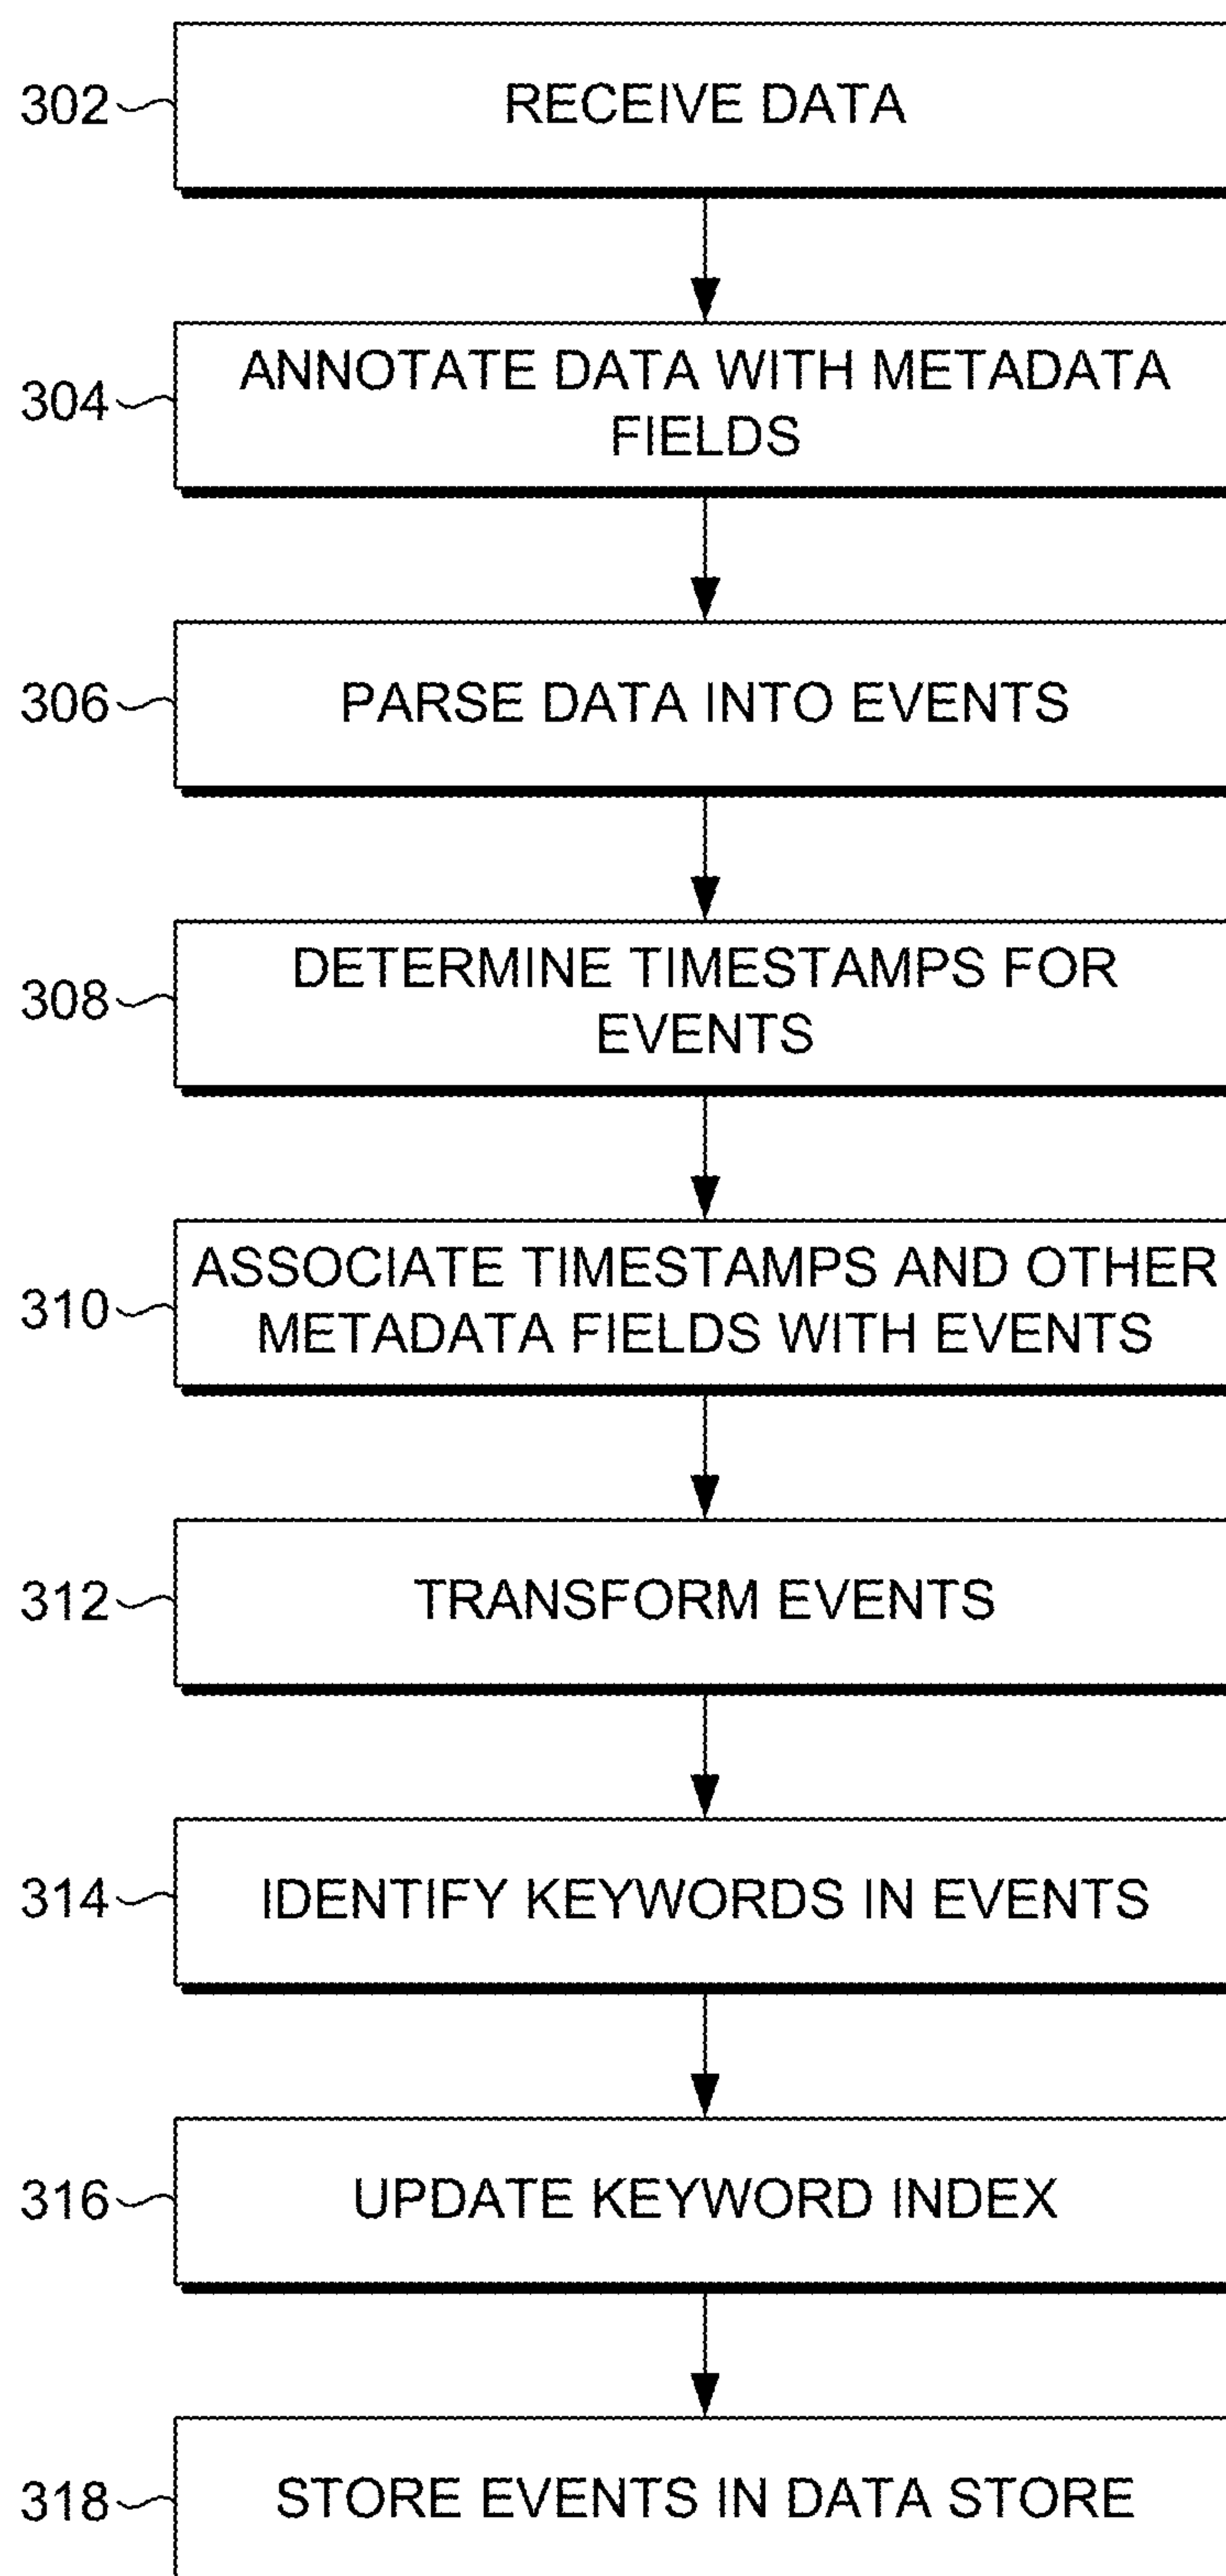 302
RECEIVE DATA
304
ANNOTATE DATA WITH METADATA
FIELDS
306
PARSE DATA INTO EVENTS
308
DETERMINE TIMESTAMPS FOR
EVENTS
310
ASSOCIATE TIMESTAMPS AND OTHER
METADATA FIELDS WITH EVENTS
312
TRANSFORM EVENTS
314
IDENTIFY KEYWORDS IN EVENTS
316
UPDATE KEYWORD INDEX
318
STORE EVENTS IN DATA STORE